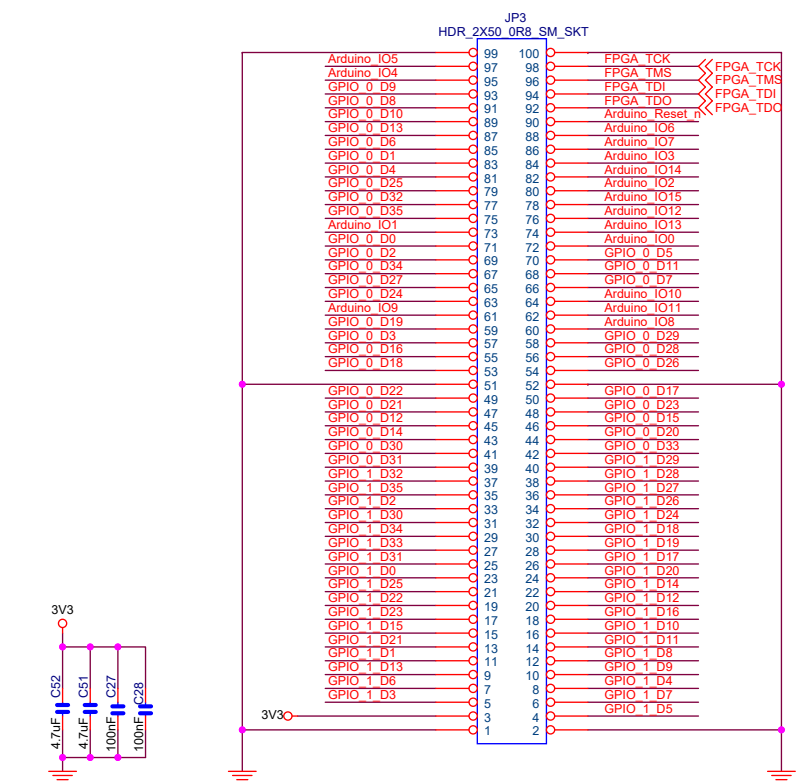 JP3
HDR_2X50_0R8_SM_SKT
99 100
Arduino_IO5 97 98 FPGA_TCK FPGA_TCK
Arduino_IO4 95 96 FPGA_TMS FPGA_TMS
GPIO_0_D9 93 94 FPGA_TDI FPGA_TDI
GPIO_0_D8 91 92 FPGA_TDO FPGA_TDO
GPIO_0_D10 89 90 Arduino_Reset_n
GPIO_0_D13 87 88 Arduino_IO6
GPIO_0_D6 85 86 Arduino_IO7
GPIO_0_D1 83 84 Arduino_IO3
GPIO_0_D4 81 82 Arduino_IO14
GPIO_0_D25 79 80 Arduino_IO2
GPIO_0_D32 77 78 Arduino_IO15
GPIO_0_D35 75 76 Arduino_IO12
Arduino_IO1 73 74 Arduino_IO13
GPIO_0_D0 71 72 Arduino_IO0
GPIO_0_D2 69 70 GPIO_0_D5
GPIO_0_D34 67 68 GPIO_0_D11
GPIO_0_D27 65 66 GPIO_0_D7
GPIO_0_D24 63 64 Arduino_IO10
Arduino_IO9 61 62 Arduino_IO11
GPIO_0_D19 59 60 Arduino_IO8
GPIO_0_D3 57 58 GPIO_0_D29
GPIO_0_D16 55 56 GPIO_0_D28
GPIO_0_D18 53 54 GPIO_0_D26
51 52
GPIO_0_D22 49 50 GPIO_0_D17
GPIO_0_D21 47 48 GPIO_0_D23
GPIO_0_D12 45 46 GPIO_0_D15
GPIO_0_D14 43 44 GPIO_0_D20
GPIO_0_D30 41 42 GPIO_0_D33
GPIO_0_D31 39 40 GPIO_1_D29
GPIO_1_D32 37 38 GPIO_1_D28
GPIO_1_D35 35 36 GPIO_1_D27
GPIO_1_D2 33 34 GPIO_1_D26
GPIO_1_D30 31 32 GPIO_1_D24
GPIO_1_D34 29 30 GPIO_1_D18
GPIO_1_D33 27 28 GPIO_1_D19
GPIO_1_D31 25 26 GPIO_1_D17
GPIO_1_D0 23 24 GPIO_1_D20
GPIO_1_D25 21 22 GPIO_1_D14
GPIO_1_D22 19 20 GPIO_1_D12
GPIO_1_D23 17 18 GPIO_1_D16
GPIO_1_D15 15 16 GPIO_1_D10
GPIO_1_D21 13 14 GPIO_1_D11
GPIO_1_D1 11 12 GPIO_1_D8
GPIO_1_D13 9 10 GPIO_1_D9
GPIO_1_D6 7 8 GPIO_1_D4
GPIO_1_D3 5 6 GPIO_1_D7
3V3 3 4 GPIO_1_D5
1 2
3V3
C52 4.7uF
C51 4.7uF
C27 100nF
C28 100nF